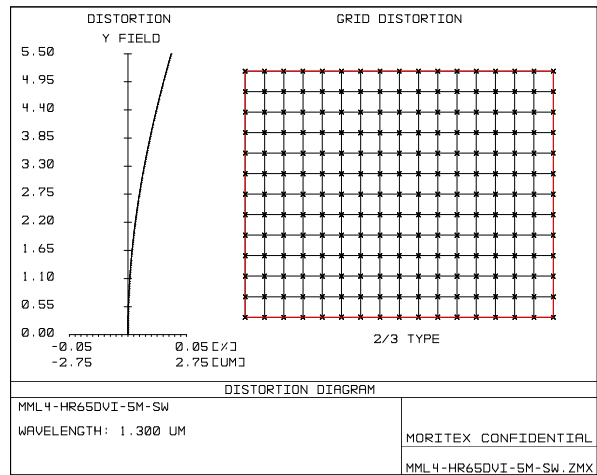 DISTORTION
Y FIELD
5.50
4.95
4.40
3.85
3.30
2.75
2.20
1.65
1.10
0.55
0.00
-0.05 0.05[%]
-2.75 2.75[UM]
GRID DISTORTION
2/3 TYPE
DISTORTION DIAGRAM
MML4-HR65DVI-5M-SW
WAVELENGTH: 1.300 UM
MORITEX CONFIDENTIAL
MML4-HR65DVI-5M-SW.ZMX